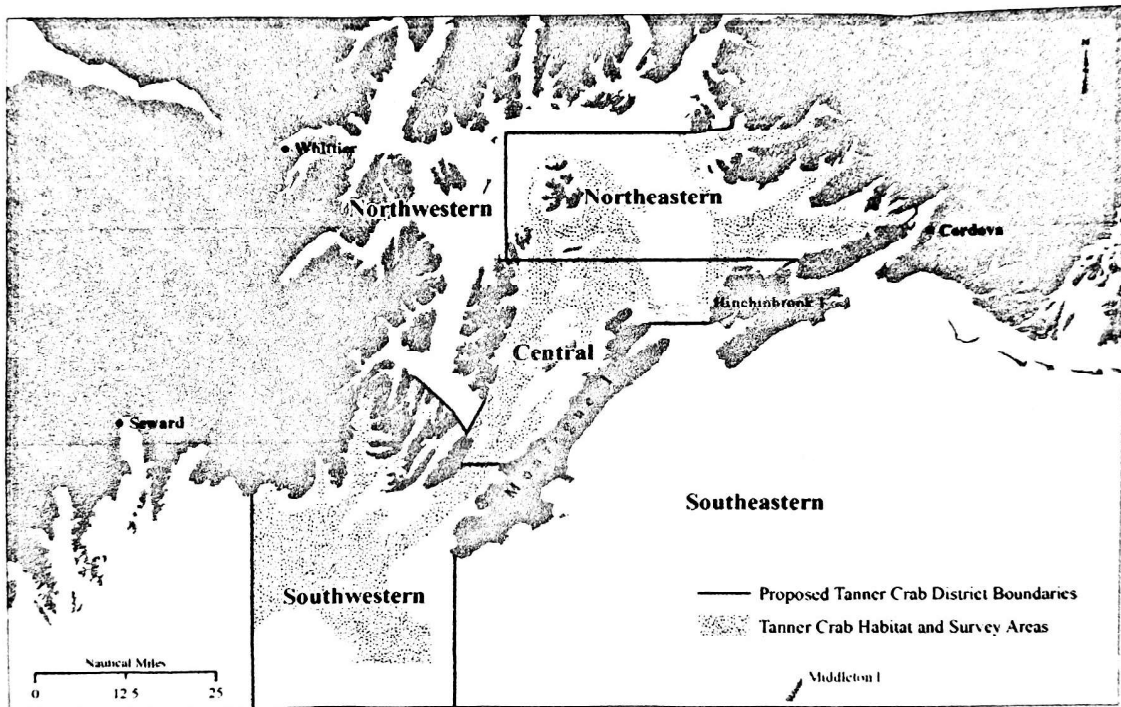 N
Whittier
Northwestern
Northeastern
Cordova
Hinchinbrook I
Central
Montague I
Seward
Southeastern
Southwestern
Proposed Tanner Crab District Boundaries
Tanner Crab Habitat and Survey Areas
Nautical Miles
0 12.5 25
Middleton I